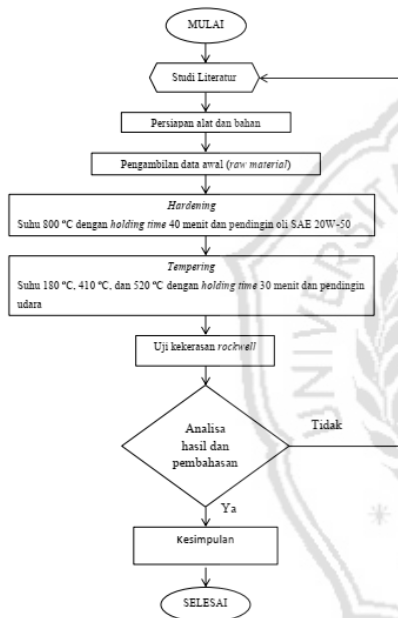 MULAI
Studi Literatur
Persiapan alat dan bahan
Pengambilan data awal (raw material)
Hardening
Suhu 800 ℃ dengan holding time 40 menit dan pendingin oli SAE 20W-50
Tempering
Suhu 180 ℃, 410 ℃, dan 520 ℃ dengan holding time 30 menit dan pendingin
udara
Uji kekerasan rockwell
Analisa
hasil dan
pembahasan
Tidak
Ya
Kesimpulan
SELESAI